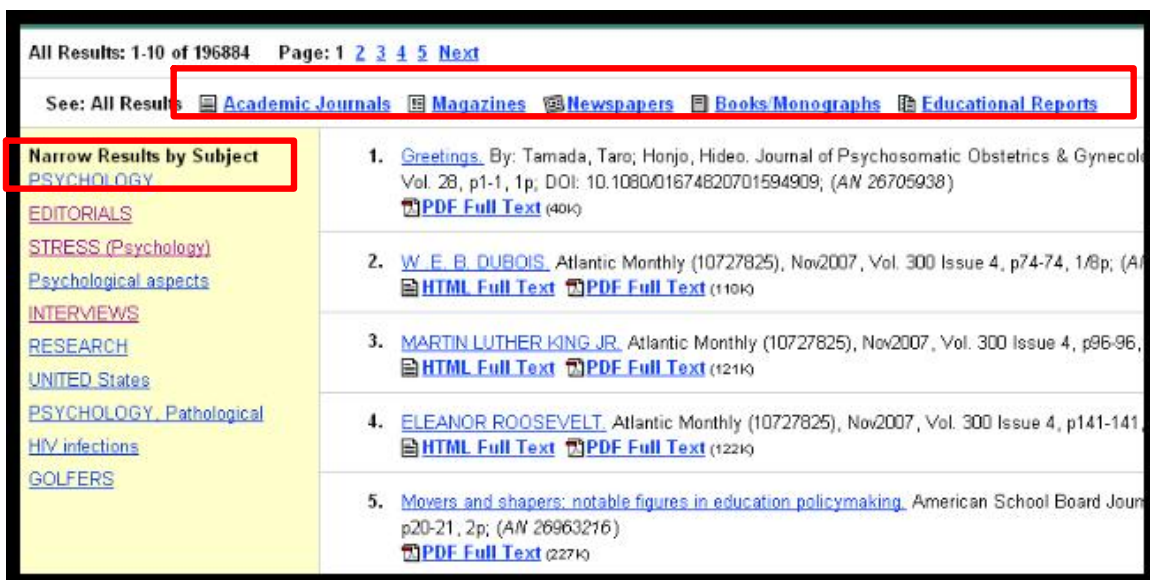 All Results: 1-10 of 196884 Page: 1 2 3 4 5 Next
See: All Results Academic Journals Magazines Newspapers Books/Monographs Educational Reports
Narrow Results by Subject
PSYCHOLOGY
EDITORIALS
STRESS (Psychology)
Psychological aspects
INTERVIEWS
RESEARCH
UNITED States
PSYCHOLOGY, Pathological
HIV infections
GOLFERS
1. Greetings. By: Tamada, Taro; Honjo, Hideo. Journal of Psychosomatic Obstetrics & Gynecol
Vol. 28, p1-1, 1p; DOI: 10.1080/01674820701594909; (AN 26705938)
PDF Full Text (40K)
2. W. E. B. DUBOIS. Atlantic Monthly (10727825), Nov2007, Vol. 300 Issue 4, p74-74, 1/8p; (A
HTML Full Text PDF Full Text (110K)
3. MARTIN LUTHER KING JR. Atlantic Monthly (10727825), Nov2007, Vol. 300 Issue 4, p96-96,
HTML Full Text PDF Full Text (121K)
4. ELEANOR ROOSEVELT. Atlantic Monthly (10727825), Nov2007, Vol. 300 Issue 4, p141-141,
HTML Full Text PDF Full Text (122K)
5. Movers and shapers: notable figures in education policymaking. American School Board Jour
p20-21, 2p; (AN 26963216)
PDF Full Text (227K)